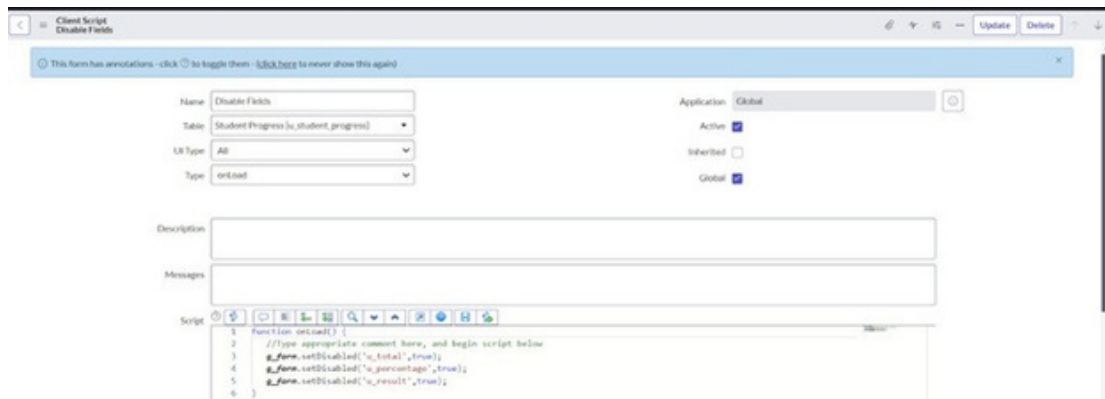 Client Script
Disable Fields
Update Delete
This form has annotations - click ? to toggle them - (click here to never show this again)
Name Disable Fields
Application Global
Table Student Progress [u_student_progress]
Active
UI Type All
Inherited
Type onLoad
Global
Description
Messages
Script
1 function onLoad() {
2 //Type appropriate comment here, and begin script below
3 g_form.setDisabled('u_total',true);
4 g_form.setDisabled('u_percentage',true);
5 g_form.setDisabled('u_result',true);
6 }